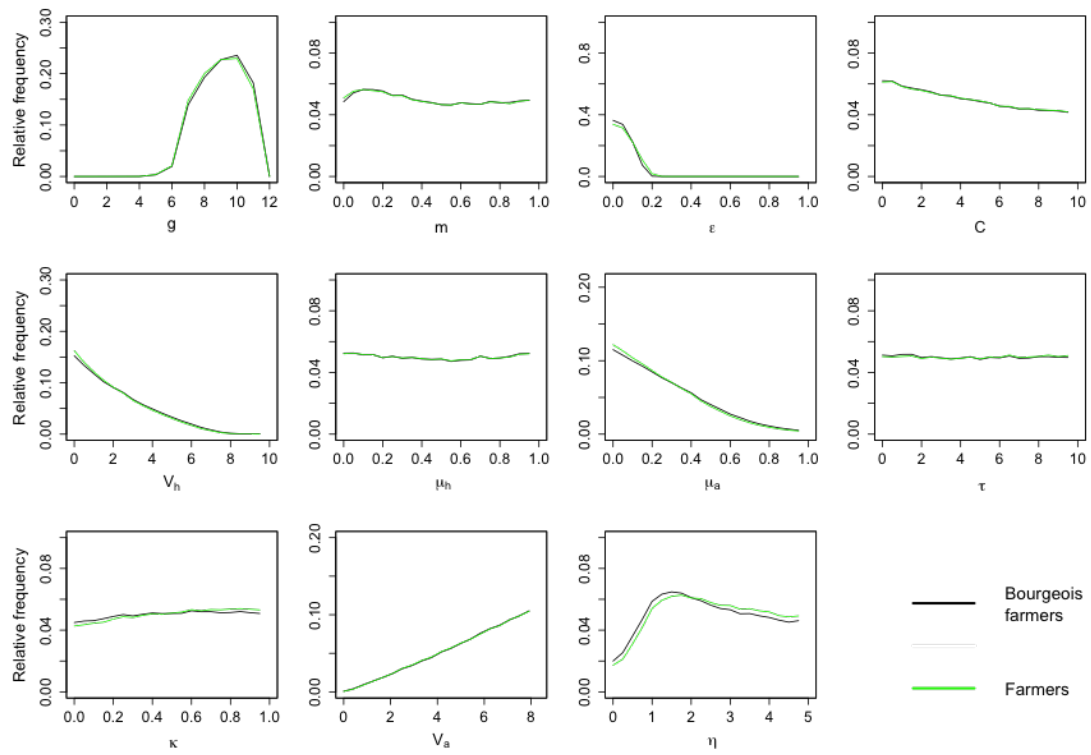 Relative frequency
0.00 0.10 0.20 0.30
0 2 4 6 8 10 12
g
0.00 0.04 0.08
0.0 0.2 0.4 0.6 0.8 1.0
m
0.0 0.4 0.8
0.0 0.2 0.4 0.6 0.8 1.0
ε
0.00 0.04 0.08
0 2 4 6 8 10
C
Relative frequency
0.00 0.10 0.20 0.30
0 2 4 6 8 10
V_h
0.00 0.04 0.08
0.0 0.2 0.4 0.6 0.8 1.0
μ_h
0.00 0.10 0.20
0.0 0.2 0.4 0.6 0.8 1.0
μ_a
0.00 0.04 0.08
0 2 4 6 8 10
τ
Relative frequency
0.00 0.04 0.08
0.0 0.2 0.4 0.6 0.8 1.0
κ
0.00 0.10 0.20
0 2 4 6 8
V_a
0.00 0.04 0.08
0 1 2 3 4 5
η
Bourgeois
farmers
Farmers